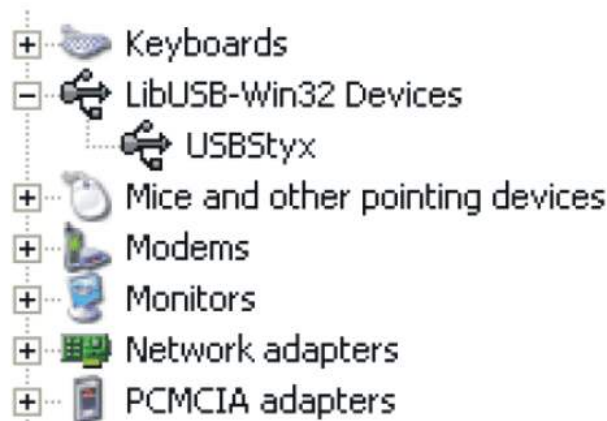 Keyboards
LibUSB-Win32 Devices
USBStyx
Mice and other pointing devices
Modems
Monitors
Network adapters
PCMCIA adapters